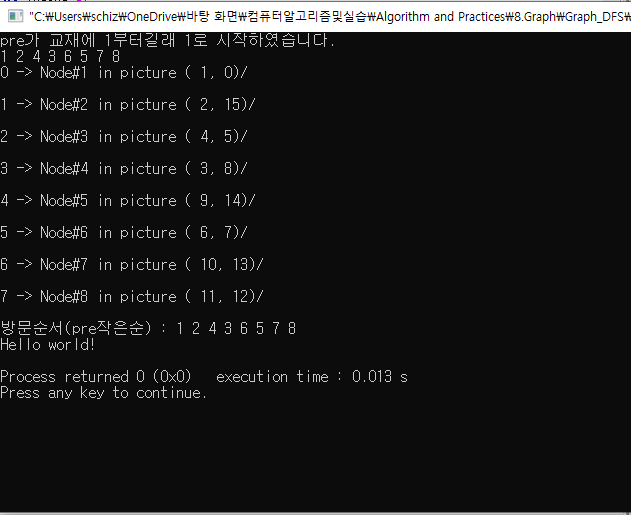 "C:₩Users₩schiz₩OneDrive₩바탕 화면₩컴퓨터알고리즘및실습₩Algorithm and Practices₩8.Graph₩Graph_DFS₩
pre가 교재에 1부터길래 1로 시작하였습니다.
1 2 4 3 6 5 7 8
0 -> Node#1 in picture ( 1, 0)/
1 -> Node#2 in picture ( 2, 15)/
2 -> Node#3 in picture ( 4, 5)/
3 -> Node#4 in picture ( 3, 8)/
4 -> Node#5 in picture ( 9, 14)/
5 -> Node#6 in picture ( 6, 7)/
6 -> Node#7 in picture ( 10, 13)/
7 -> Node#8 in picture ( 11, 12)/
방문순서(pre작은순) : 1 2 4 3 6 5 7 8
Hello world!
Process returned 0 (0x0)   execution time : 0.013 s
Press any key to continue.